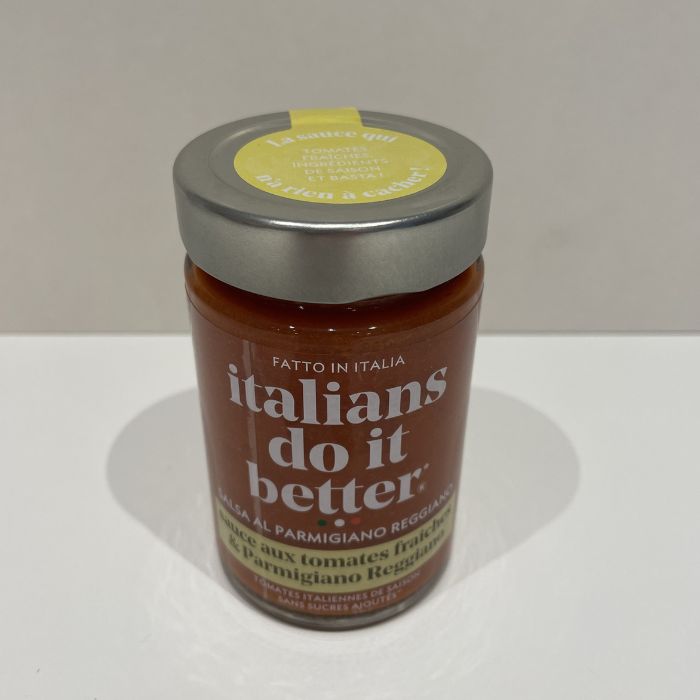 la sauce qui
TOMATES
FRAÎCHES,
INGRÉDIENTS
DE SAISON
ET BASTA !
n'a rien à cacher !
FATTO IN ITALIA
italians
do it
better
SALSA AL PARMIGIANO REGGIANO
sauce aux tomates fraîches
& Parmigiano Reggiano
TOMATES ITALIENNES DE SAISON
SANS SUCRES AJOUTÉS*